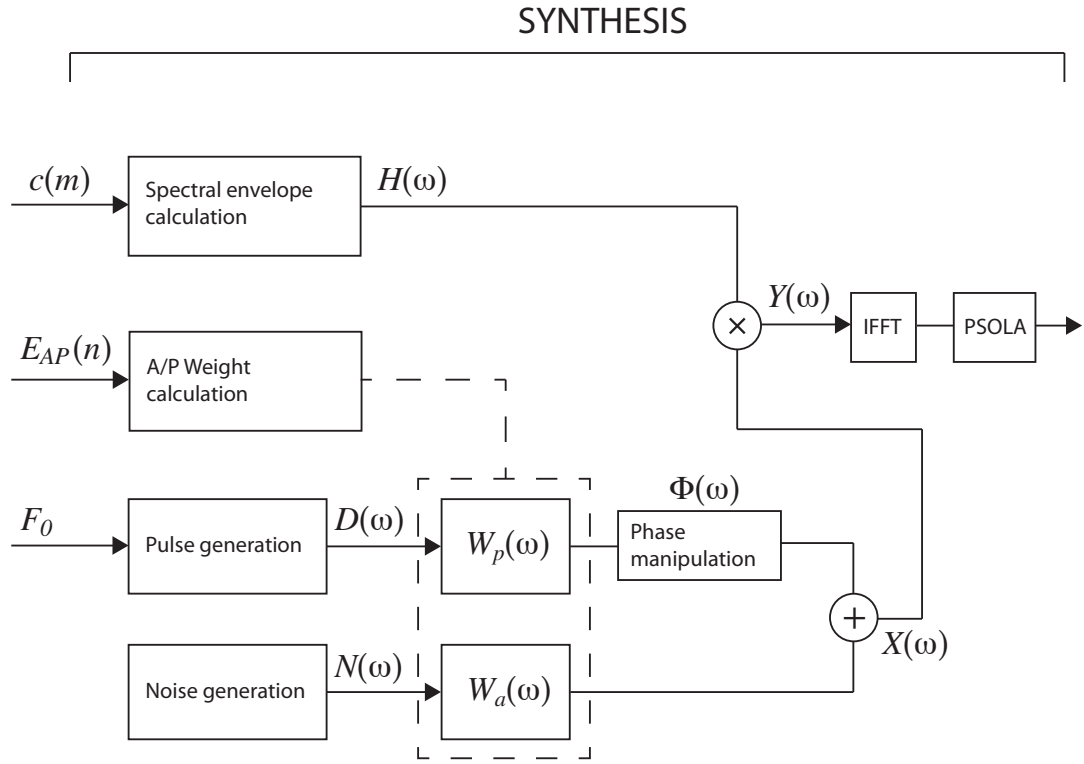 SYNTHESIS
c(m)
Spectral envelope
calculation
H(ω)
E_AP(n)
A/P Weight
calculation
×
Y(ω)
IFFT
PSOLA
F_0
Pulse generation
D(ω)
W_p(ω)
Φ(ω)
Phase
manipulation
+
X(ω)
Noise generation
N(ω)
W_a(ω)